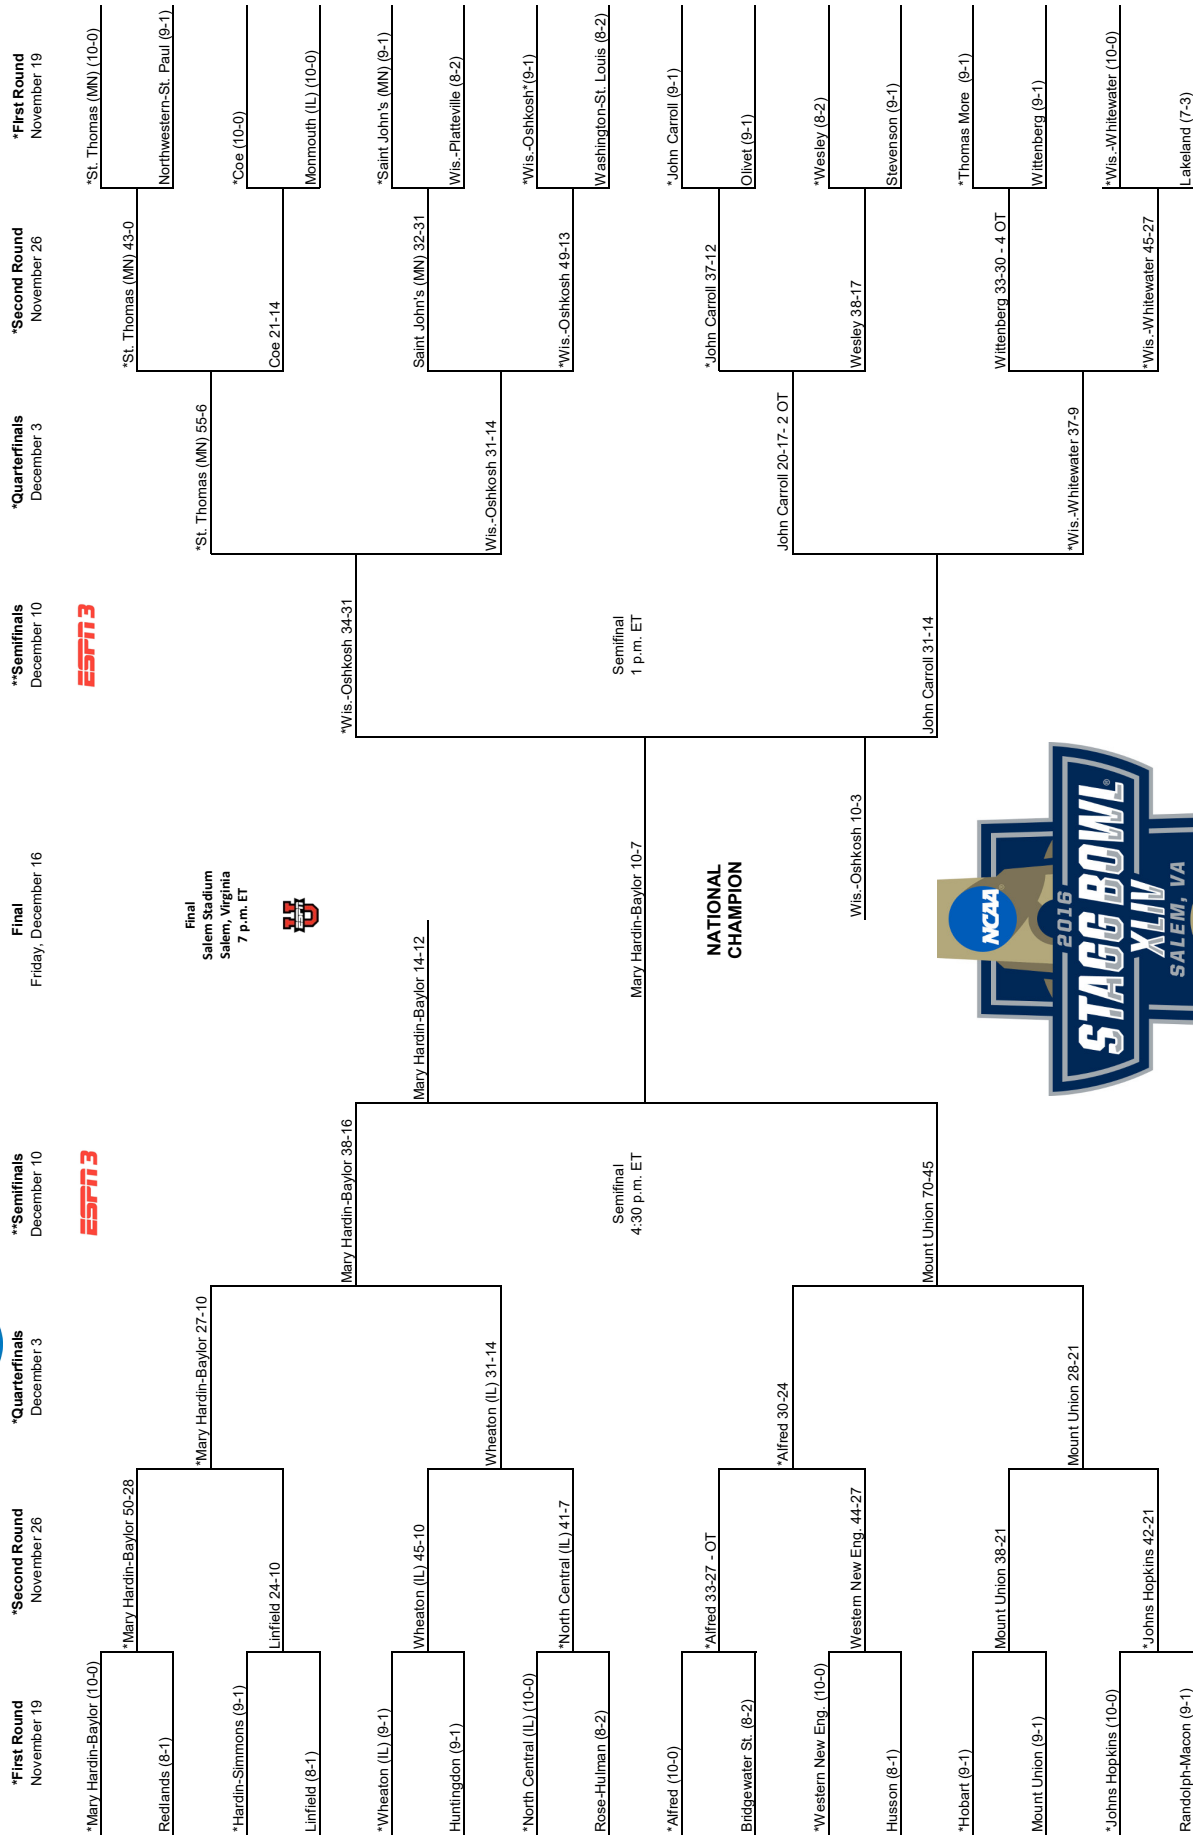 *First Round
November 19
*Second Round
November 26
*Quarterfinals
December 3
**Semifinals
December 10
Final
Friday, December 16
**Semifinals
December 10
*Quarterfinals
December 3
*Second Round
November 26
*First Round
November 19
ESPN3
ESPN3
*Mary Hardin-Baylor (10-0)
Redlands (8-1)
*Hardin-Simmons (9-1)
Linfield (8-1)
*Wheaton (IL) (9-1)
Huntingdon (9-1)
*North Central (IL) (10-0)
Rose-Hulman (8-2)
*Alfred (10-0)
Bridgewater St. (8-2)
*Western New Eng. (10-0)
Husson (8-1)
*Hobart (9-1)
Mount Union (9-1)
*Johns Hopkins (10-0)
Randolph-Macon (9-1)
*Mary Hardin-Baylor 50-28
Linfield 24-10
Wheaton (IL) 45-10
*North Central (IL) 41-7
*Alfred 33-27 - OT
Western New Eng. 44-27
Mount Union 38-21
*Johns Hopkins 42-21
*Mary Hardin-Baylor 27-10
Wheaton (IL) 31-14
*Alfred 30-24
Mount Union 28-21
Mary Hardin-Baylor 38-16
Semifinal
4:30 p.m. ET
Mount Union 70-45
Mary Hardin-Baylor 14-12
Final
Salem Stadium
Salem, Virginia
7 p.m. ET
ESPN U
Mary Hardin-Baylor 10-7
NATIONAL
CHAMPION
Wis.-Oshkosh 10-3
NCAA
2016
STAGG BOWL®
XLIV
SALEM, VA
*Wis.-Oshkosh 34-31
Semifinal
1 p.m. ET
John Carroll 31-14
*St. Thomas (MN) 55-6
Wis.-Oshkosh 31-14
John Carroll 20-17- 2 OT
*Wis.-Whitewater 37-9
*St. Thomas (MN) 43-0
Coe 21-14
Saint John's (MN) 32-31
*Wis.-Oshkosh 49-13
*John Carroll 37-12
Wesley 38-17
Wittenberg 33-30 - 4 OT
*Wis.-Whitewater 45-27
*St. Thomas (MN) (10-0)
Northwestern-St. Paul (9-1)
*Coe (10-0)
Monmouth (IL) (10-0)
*Saint John's (MN) (9-1)
Wis.-Platteville (8-2)
*Wis.-Oshkosh*(9-1)
Washington-St. Louis (8-2)
*John Carroll (9-1)
Olivet (9-1)
*Wesley (8-2)
Stevenson (9-1)
*Thomas More  (9-1)
Wittenberg (9-1)
*Wis.-Whitewater (10-0)
Lakeland (7-3)